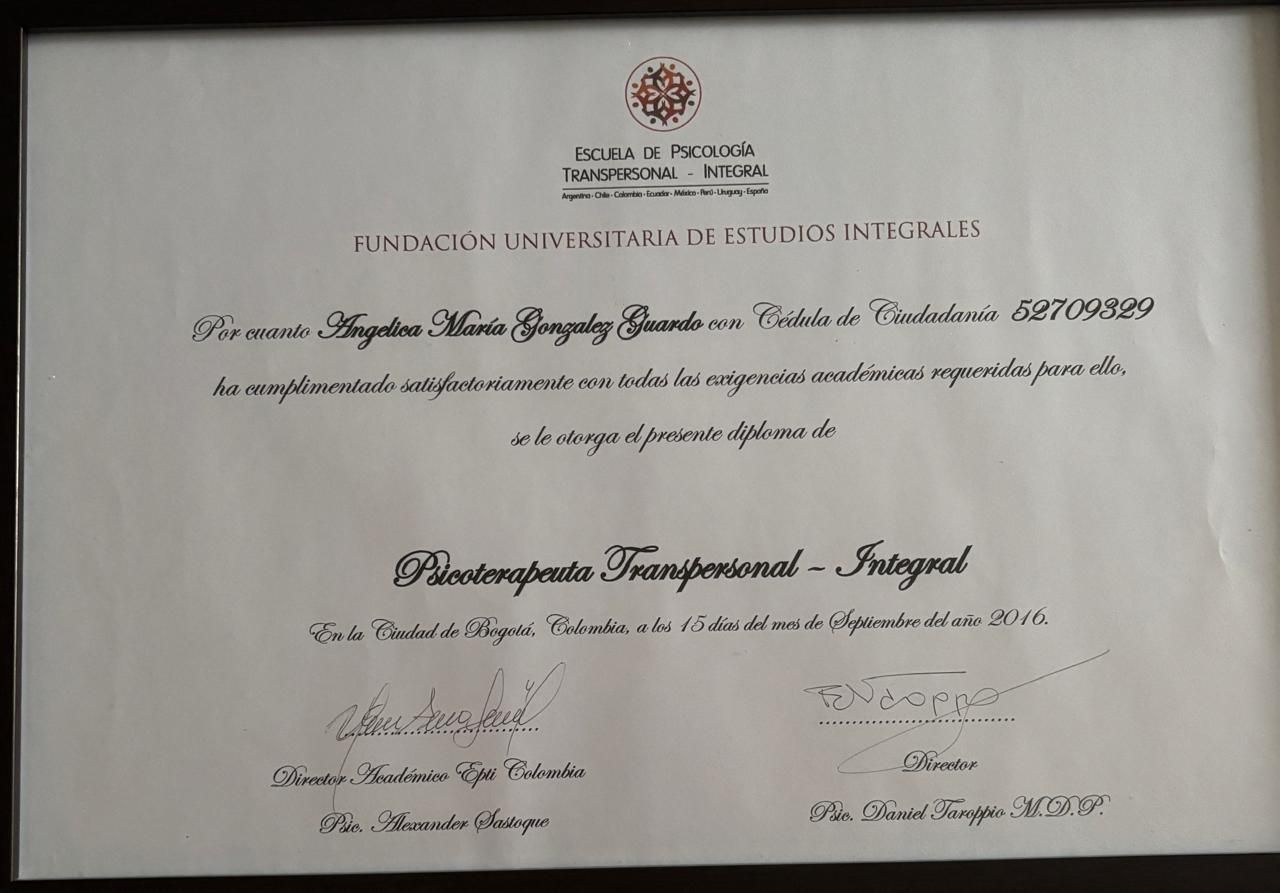 ESCUELA DE PSICOLOGÍA
TRANSPERSONAL - INTEGRAL
Argentina - Chile - Colombia - Ecuador - México - Perú - Uruguay - España
FUNDACIÓN UNIVERSITARIA DE ESTUDIOS INTEGRALES
Por cuanto Angelica María Gonzalez Guardo con Cédula de Ciudadanía 52709329
ha cumplimentado satisfactoriamente con todas las exigencias académicas requeridas para ello,
se le otorga el presente diploma de
Psicoterapeuta Transpersonal ~ Integral
En la Ciudad de Bogotá, Colombia, a los 15 días del mes de Septiembre del año 2016.
Director Académico Epti Colombia
Psic. Alexander Sastoque
Director
Psic. Daniel Taroppio M.D.P.